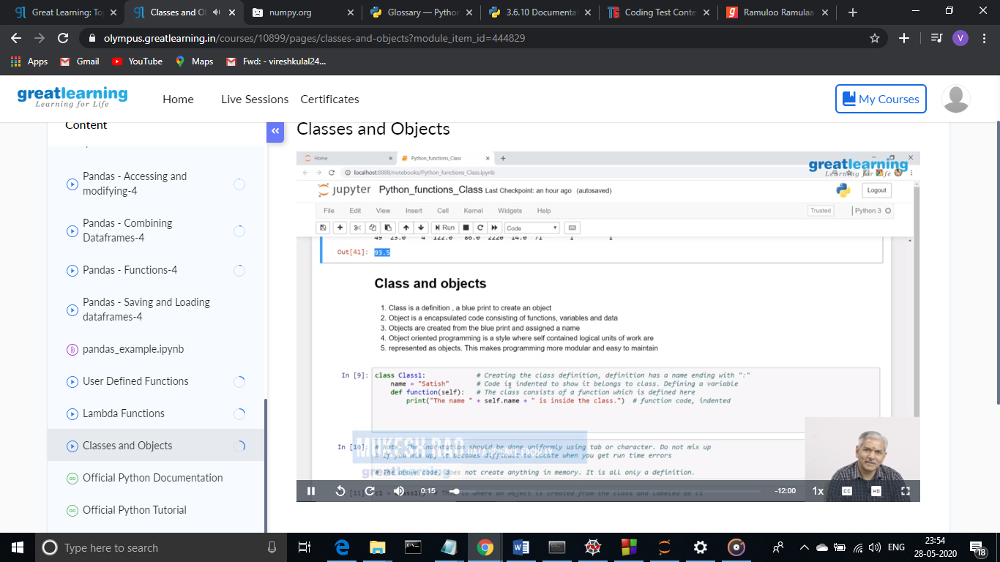 Great Learning: To
Classes and O
numpy.org
Glossary — Pythor
3.6.10 Documenta
Coding Test Conte
Ramuloo Ramulaa
olympus.greatlearning.in/courses/10899/pages/classes-and-objects?module_item_id=444829
V
Apps
Gmail
YouTube
Maps
Fwd: - vireshkulal24...
greatlearning
Learning for Life
Home
Live Sessions
Certificates
My Courses
Content
Pandas - Accessing and
modifying-4
Pandas - Combining
Dataframes-4
Pandas - Functions-4
Pandas - Saving and Loading
dataframes-4
pandas_example.ipynb
User Defined Functions
Lambda Functions
Classes and Objects
Official Python Documentation
Official Python Tutorial
Classes and Objects
Home
Python_functions_Class
localhost:8888/notebooks/Python_functions_Class.ipynb
greatlearning
Learning for Life
jupyter Python_functions_Class Last Checkpoint: an hour ago (autosaved)
Logout
File Edit View Insert Cell Kernel Widgets Help
Trusted
Python 3
Run
Code
49 23.0 4 122.0 86.0 2220 14.0 71 1 1
Out[41]: 93.5
Class and objects
1. Class is a definition , a blue print to create an object
2. Object is a encapsulated code consisting of functions, variables and data
3. Objects are created from the blue print and assigned a name
4. Object oriented programming is a style where self contained logical units of work are
5. represented as objects. This makes programming more modular and easy to maintain
In [9]: class Class1: # Creating the class definition, definition has a name ending with ":"
name = "Satish" # Code is indented to show it belongs to class. Defining a variable
def function(self): # The class consists of a function which is defined here
print("The name " + self.name + " is inside the class.") # function code, indented
In [10]: # Note: The indentation should be done uniformly using tab or character. Do not mix up
# If you mix up, it becomes difficult to locate when you get run time errors
# The above code, does not create anything in memory. It is all only a definition.
MUKESH RAO
greatlearning
[11]: c1 = Class1() # This is where an object is created from the class and labeled as c1
0:15
-12:00
1x
CC
HD
Type here to search
ENG
23:54
28-05-2020
18